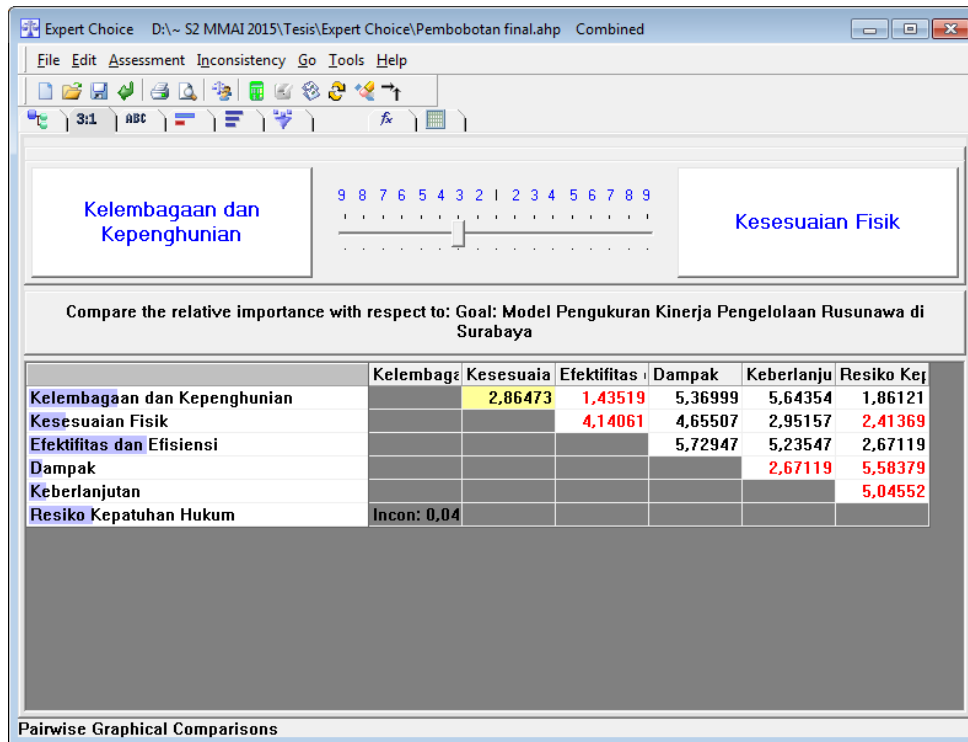 Expert Choice D:\~ S2 MMAI 2015\Tesis\Expert Choice\Pembobotan final.ahp Combined
File Edit Assessment Inconsistency Go Tools Help
3:1 ABC fx
9 8 7 6 5 4 3 2 | 2 3 4 5 6 7 8 9
Kelembagaan dan
Kepenghunian
Kesesuaian Fisik
Compare the relative importance with respect to: Goal: Model Pengukuran Kinerja Pengelolaan Rusunawa di
Surabaya
Kelembaga Kesesuaia Efektifitas Dampak Keberlanju Resiko Kep
Kelembagaan dan Kepenghunian 2,86473 1,43519 5,36999 5,64354 1,86121
Kesesuaian Fisik 4,14061 4,65507 2,95157 2,41369
Efektifitas dan Efisiensi 5,72947 5,23547 2,67119
Dampak 2,67119 5,58379
Keberlanjutan 5,04552
Resiko Kepatuhan Hukum Incon: 0,04
Pairwise Graphical Comparisons